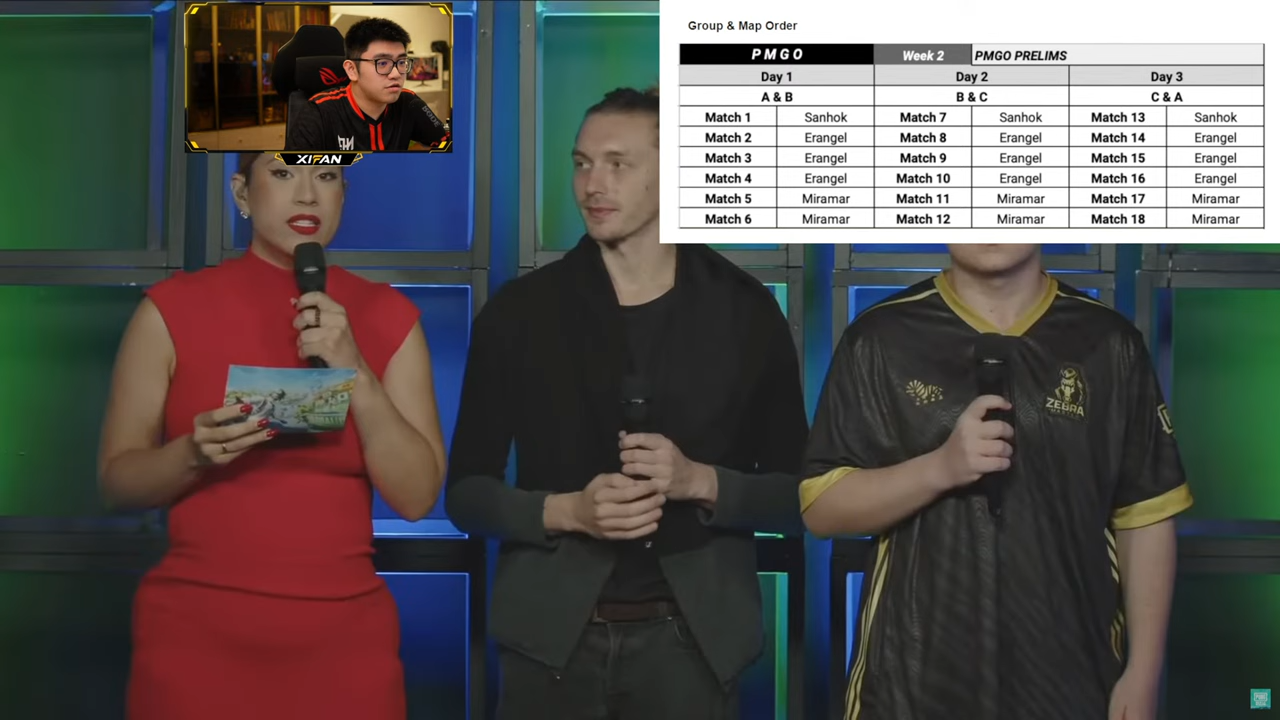 Group & Map Order
PMGO Week 2 PMGO PRELIMS
Day 1 Day 2 Day 3
A & B B & C C & A
Match 1 Sanhok Match 7 Sanhok Match 13 Sanhok
Match 2 Erangel Match 8 Erangel Match 14 Erangel
Match 3 Erangel Match 9 Erangel Match 15 Erangel
Match 4 Erangel Match 10 Erangel Match 16 Erangel
Match 5 Miramar Match 11 Miramar Match 17 Miramar
Match 6 Miramar Match 12 Miramar Match 18 Miramar
XIFAN
ZEBRA